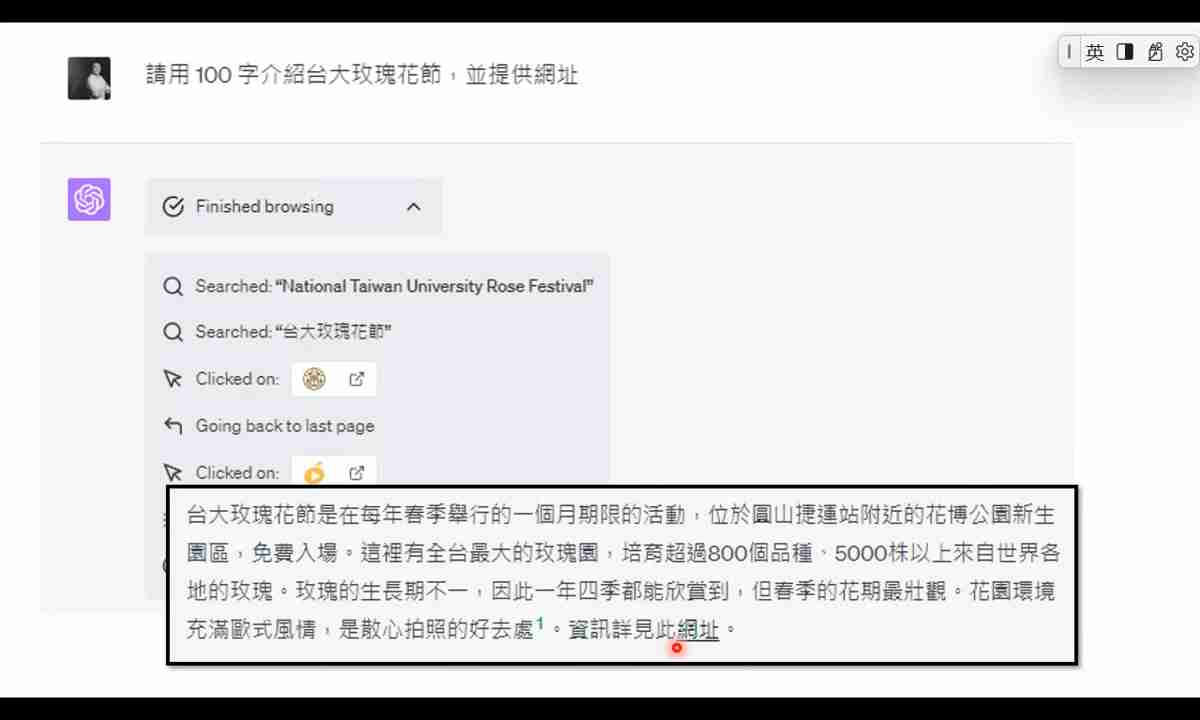 請用 100 字介紹台大玫瑰花節，並提供網址
英
Finished browsing
Searched: “National Taiwan University Rose Festival”
Searched: “台大玫瑰花節”
Clicked on:
Going back to last page
Clicked on:
台大玫瑰花節是在每年春季舉行的一個月期限的活動，位於圓山捷運站附近的花博公園新生
園區，免費入場。這裡有全台最大的玫瑰園，培育超過800個品種、5000株以上來自世界各
地的玫瑰。玫瑰的生長期不一，因此一年四季都能欣賞到，但春季的花期最壯觀。花園環境
充滿歐式風情，是散心拍照的好去處1。資訊詳見此網址。